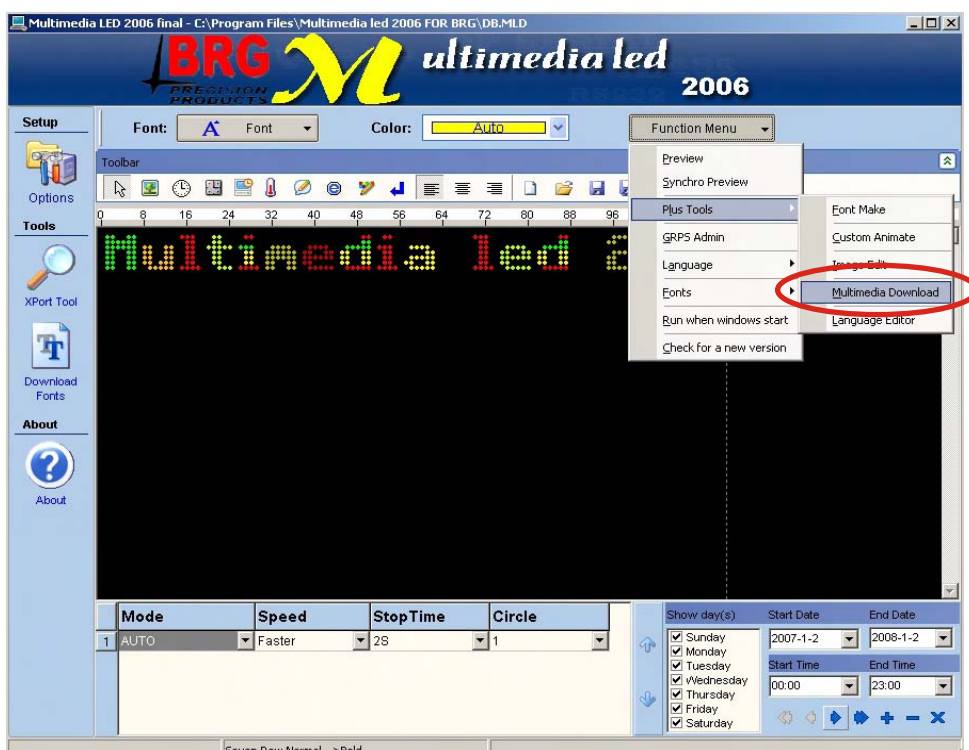 Multimedia LED 2006 final - C:\Program Files\Multimedia led 2006 FOR BRG\DB.MLD
BRG
PRECISION
PRODUCTS
M ultimedia led
2006
Setup
Options
Tools
XPort Tool
Download
Fonts
About
About
Font: A Font
Color: Auto
Function Menu
Toolbar
0 8 16 24 32 40 48 56 64 72 80 88 96
Multimedia led 2
Preview
Synchro Preview
Plus Tools
GRPS Admin
Language
Fonts
Run when windows start
Check for a new version
Font Make
Custom Animate
Image Edit
Multimedia Download
Language Editor
Mode Speed StopTime Circle
1 AUTO Faster 2S 1
Show day(s)
Sunday
Monday
Tuesday
Wednesday
Thursday
Friday
Saturday
Start Date End Date
2007-1-2 2008-1-2
Start Time End Time
00:00 23:00